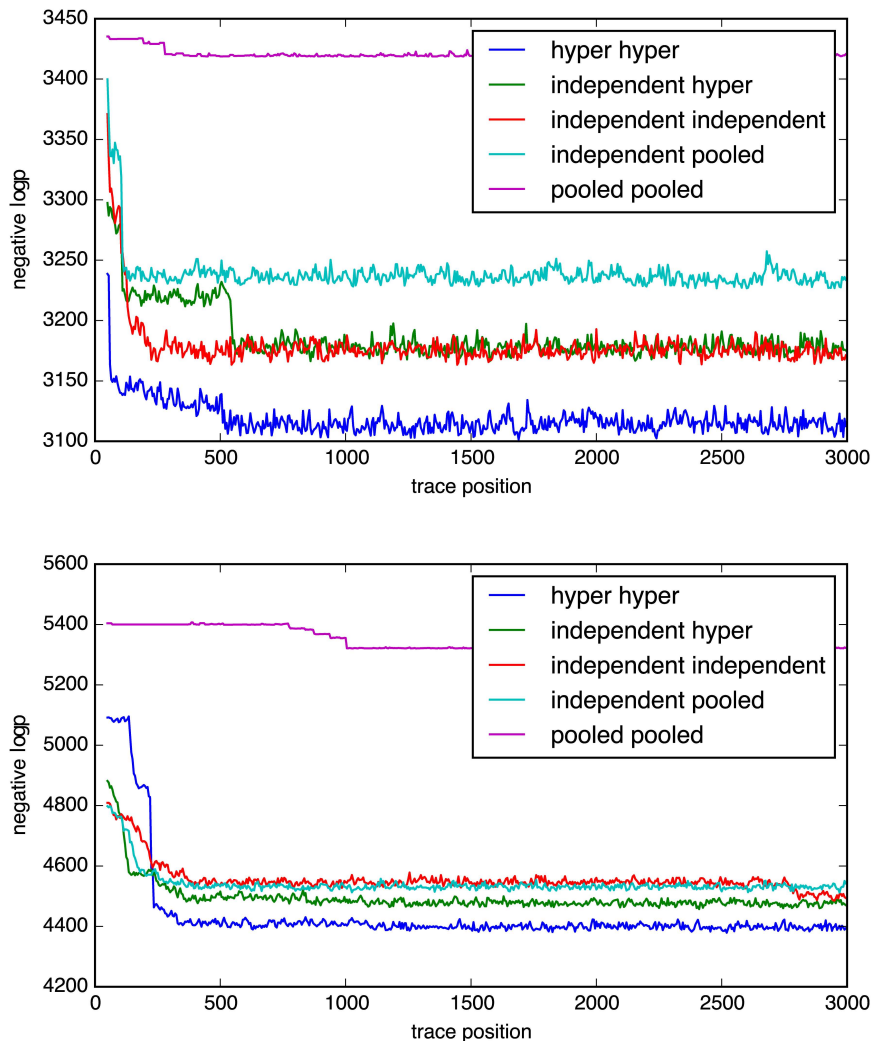 3450
3400
3350
3300
3250
3200
3150
3100
negative logp
hyper hyper
independent hyper
independent independent
independent pooled
pooled pooled
0 500 1000 1500 2000 2500 3000
trace position
5600
5400
5200
5000
4800
4600
4400
4200
negative logp
hyper hyper
independent hyper
independent independent
independent pooled
pooled pooled
0 500 1000 1500 2000 2500 3000
trace position